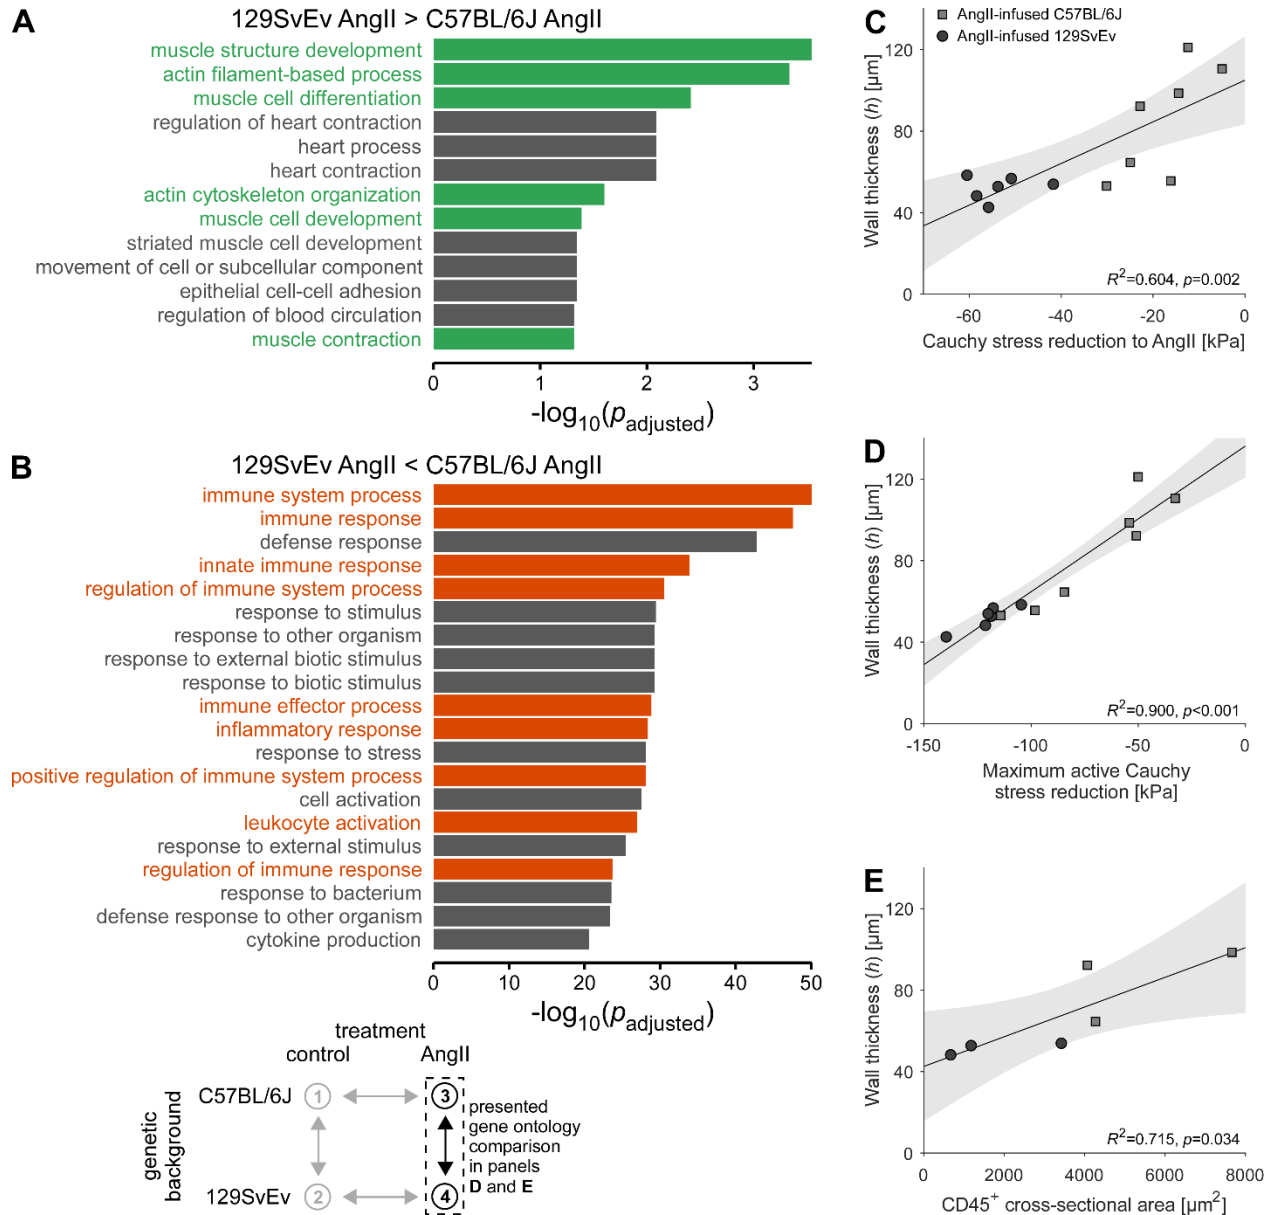 A
129SvEv AngII > C57BL/6J AngII
muscle structure development
actin filament-based process
muscle cell differentiation
regulation of heart contraction
heart process
heart contraction
actin cytoskeleton organization
muscle cell development
striated muscle cell development
movement of cell or subcellular component
epithelial cell-cell adhesion
regulation of blood circulation
muscle contraction
0 1 2 3
-log10(padjusted)
B
129SvEv AngII < C57BL/6J AngII
immune system process
immune response
defense response
innate immune response
regulation of immune system process
response to stimulus
response to other organism
response to external biotic stimulus
response to biotic stimulus
immune effector process
inflammatory response
response to stress
positive regulation of immune system process
cell activation
leukocyte activation
response to external stimulus
regulation of immune response
response to bacterium
defense response to other organism
cytokine production
0 10 20 30 40 50
-log10(padjusted)
treatment
control AngII
genetic
background
C57BL/6J 1 3
129SvEv 2 4
presented
gene ontology
comparison
in panels
D and E
C
AngII-infused C57BL/6J
AngII-infused 129SvEv
Wall thickness (h) [µm]
120
80
40
0
R2=0.604, p=0.002
-60 -40 -20 0
Cauchy stress reduction to AngII [kPa]
D
Wall thickness (h) [µm]
120
80
40
0
R2=0.900, p<0.001
-150 -100 -50 0
Maximum active Cauchy
stress reduction [kPa]
E
Wall thickness (h) [µm]
120
80
40
0
R2=0.715, p=0.034
0 2000 4000 6000 8000
CD45+ cross-sectional area [µm2]